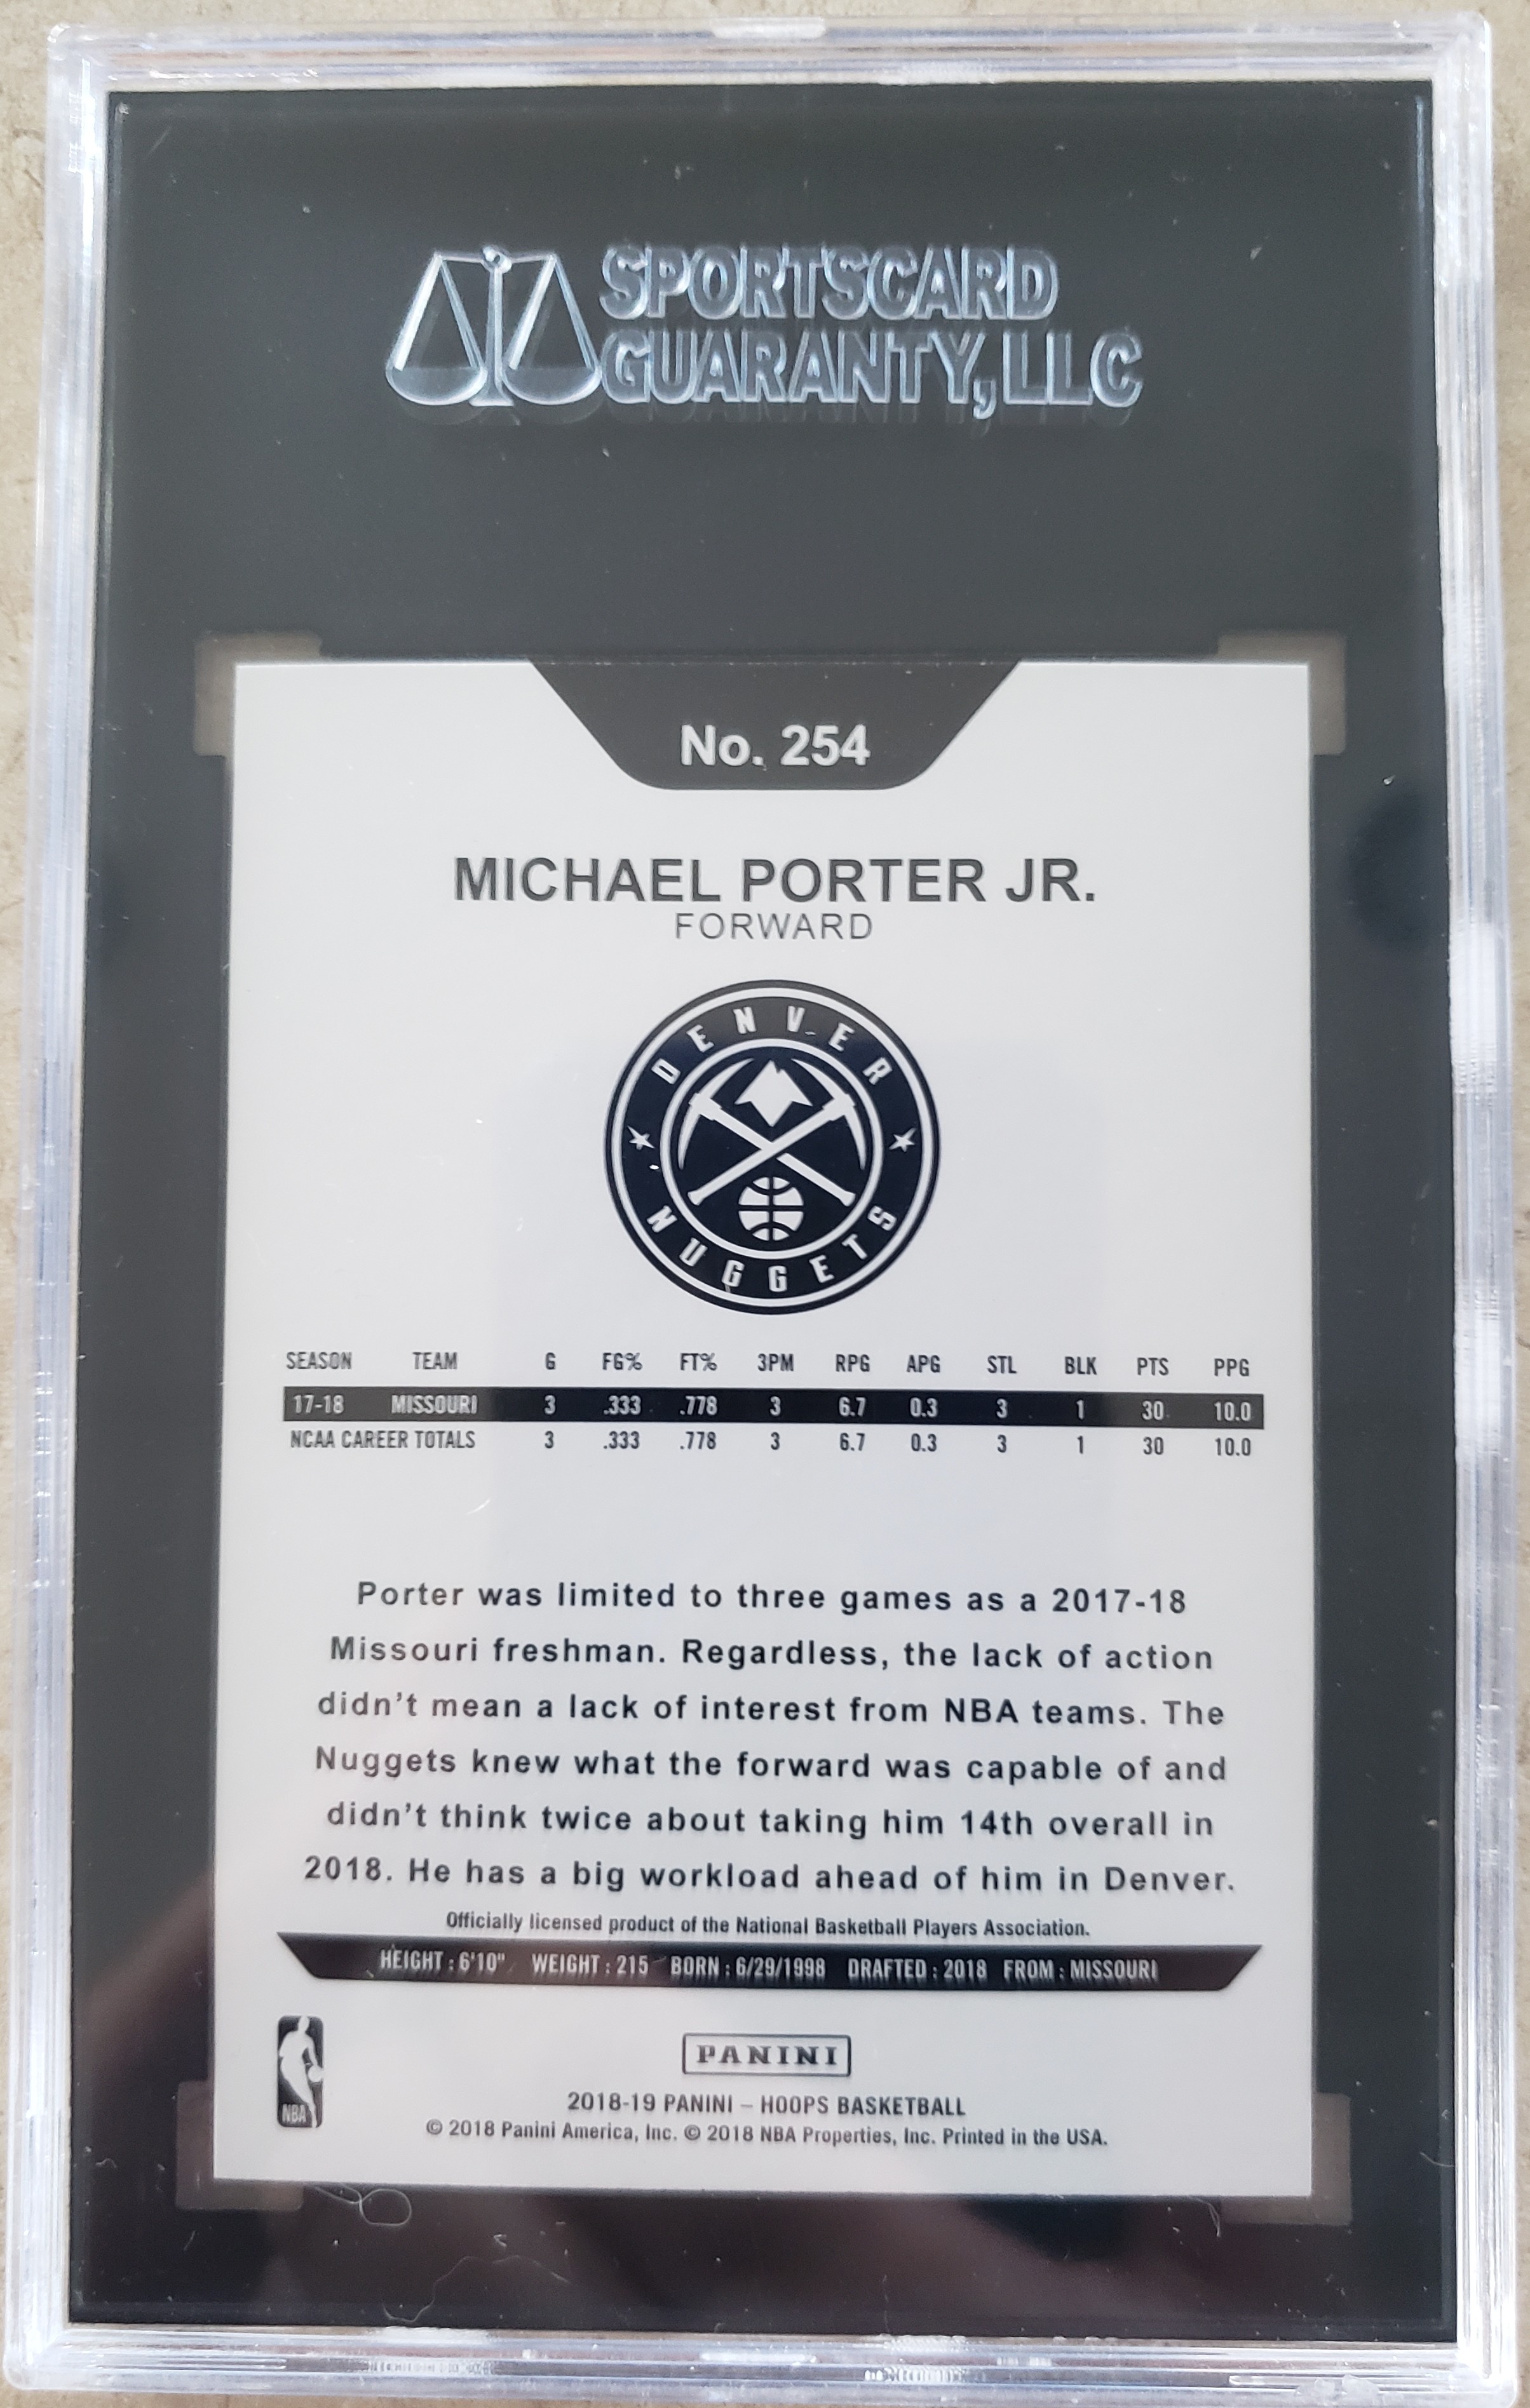 SPORTSCARD
GUARANTY, LLC
No. 254
MICHAEL PORTER JR.
FORWARD
DENVER
NUGGETS
SEASON TEAM G FG% FT% 3PM RPG APG STL BLK PTS PPG
17-18 MISSOURI 3 .333 .778 3 6.7 0.3 3 1 30 10.0
NCAA CAREER TOTALS 3 .333 .778 3 6.7 0.3 3 1 30 10.0
Porter was limited to three games as a 2017-18
Missouri freshman. Regardless, the lack of action
didn't mean a lack of interest from NBA teams. The
Nuggets knew what the forward was capable of and
didn't think twice about taking him 14th overall in
2018. He has a big workload ahead of him in Denver.
Officially licensed product of the National Basketball Players Association.
HEIGHT : 6'10" WEIGHT : 215 BORN : 6/29/1998 DRAFTED : 2018 FROM : MISSOURI
NBA
PANINI
2018-19 PANINI – HOOPS BASKETBALL
© 2018 Panini America, Inc. © 2018 NBA Properties, Inc. Printed in the USA.